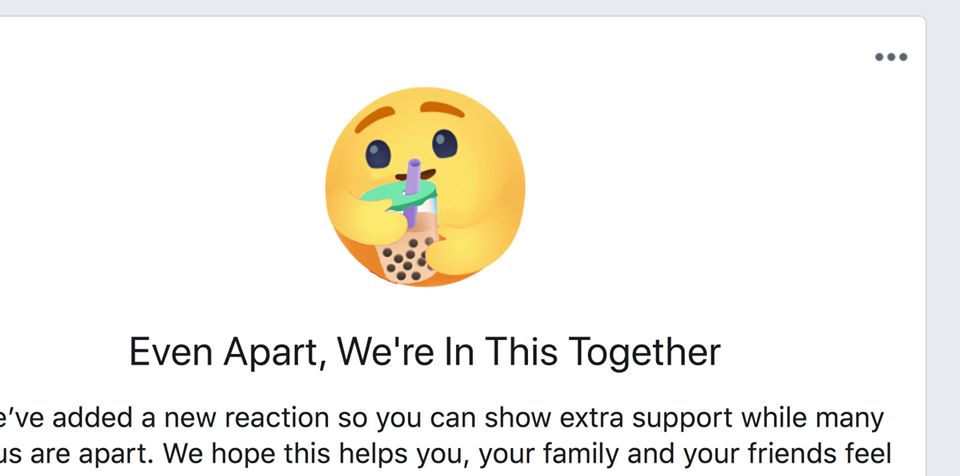 Even Apart, We're In This Together
've added a new reaction so you can show extra support while many
us are apart. We hope this helps you, your family and your friends feel